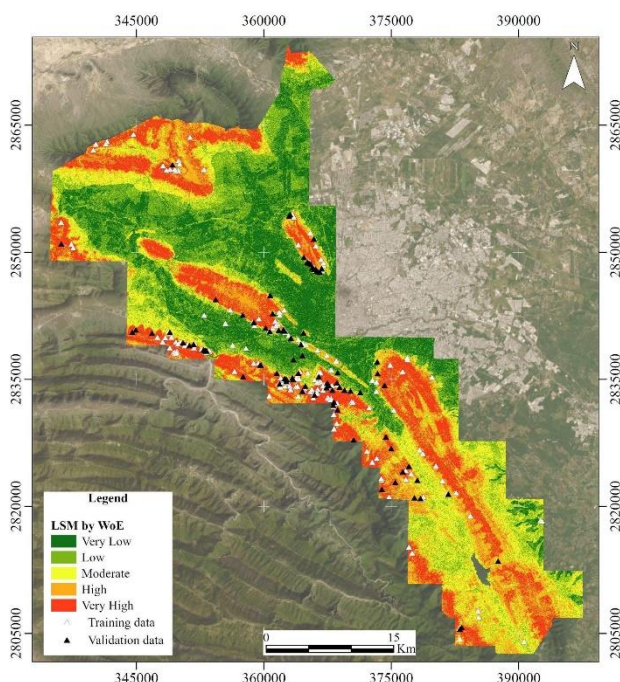 345000 360000 375000 390000
N
2865000 2865000
2850000 2850000
2835000 2835000
2820000 2820000
2805000 2805000
Legend
LSM by WoE
Very Low
Low
Moderate
High
Very High
Training data
Validation data
0 15
Km
345000 360000 375000 390000